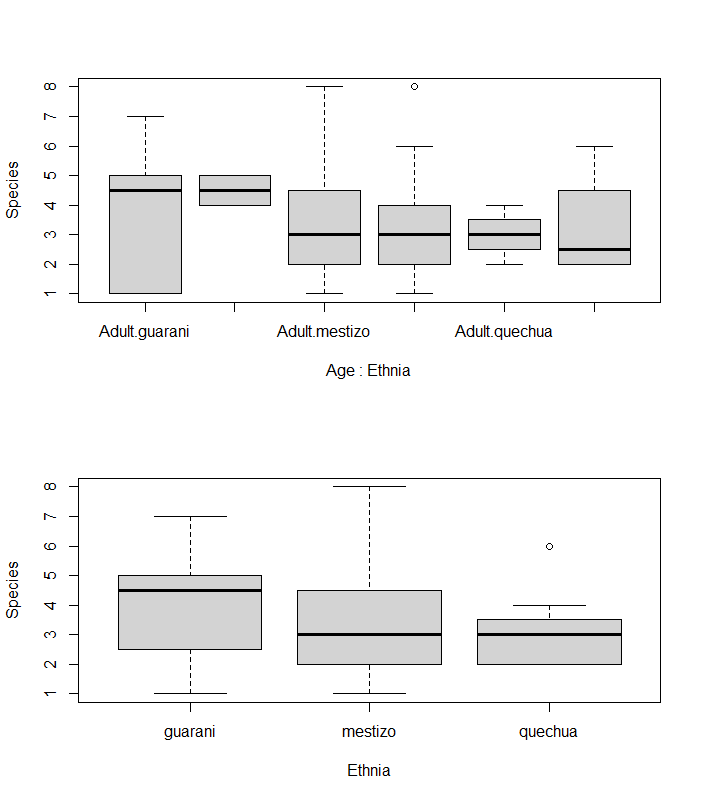 8
7
6
5
4
3
2
1
Species
Adult.guarani Adult.mestizo Adult.quechua
Age : Ethnia
8
7
6
5
4
3
2
1
Species
guarani mestizo quechua
Ethnia